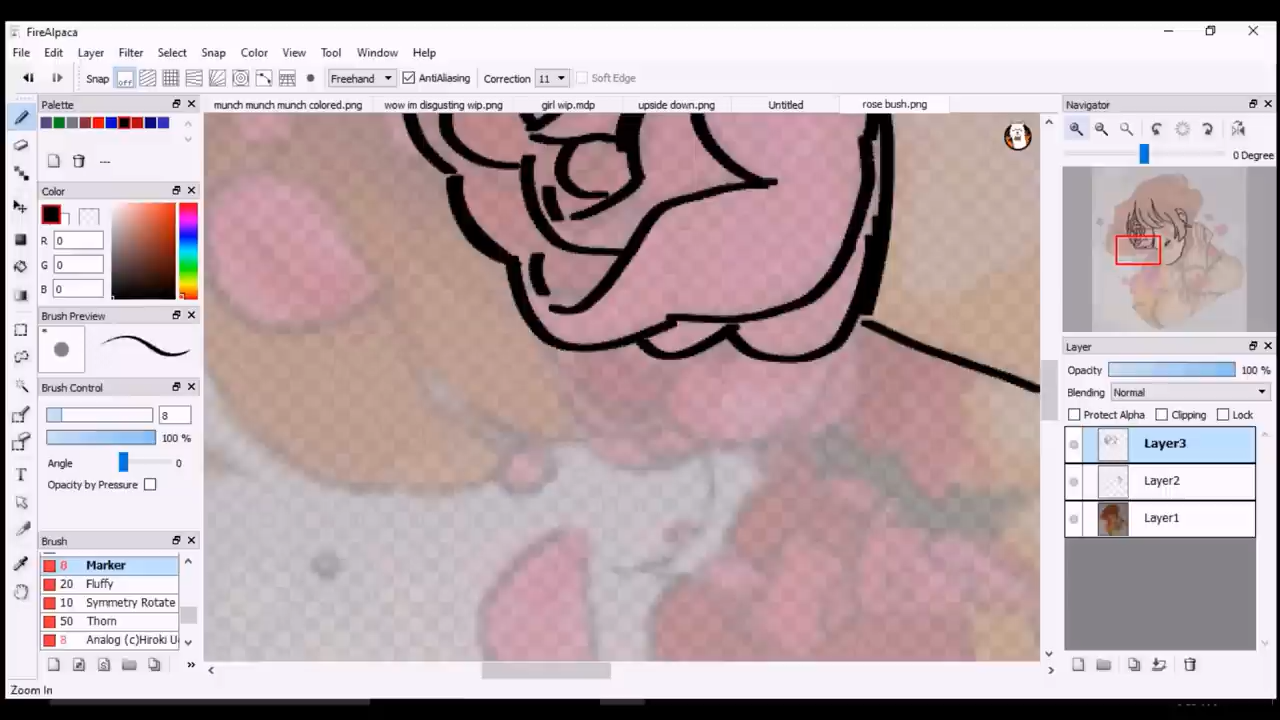 FireAlpaca
File Edit Layer Filter Select Snap Color View Tool Window Help
Snap off Freehand AntiAliasing Correction 11 Soft Edge
Palette
munch munch munch colored.png wow im disgusting wip.png girl wip.mdp upside down.png Untitled rose bush.png
Navigator
0 Degree
---
Color
R 0
G 0
B 0
Brush Preview
Brush Control
8
100 %
Angle 0
Opacity by Pressure
Brush
8 Marker
20 Fluffy
10 Symmetry Rotate
50 Thorn
8 Analog (c)Hiroki U
Layer
Opacity 100 %
Blending Normal
Protect Alpha Clipping Lock
Layer3
Layer2
Layer1
Zoom In